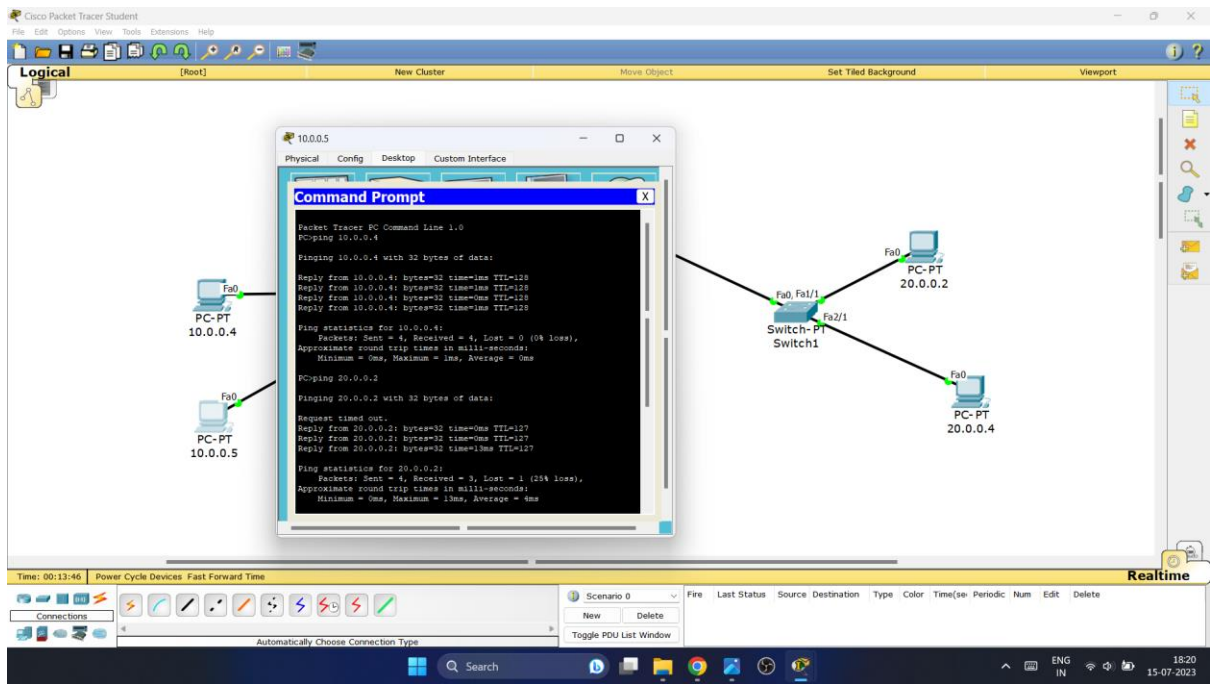 Cisco Packet Tracer Student
File Edit Options View Tools Extensions Help
Logical [Root] New Cluster Move Object Set Tiled Background Viewport
10.0.0.5
Physical Config Desktop Custom Interface
Command Prompt X
Packet Tracer PC Command Line 1.0
PC>ping 10.0.0.4
Pinging 10.0.0.4 with 32 bytes of data:
Reply from 10.0.0.4: bytes=32 time=1ms TTL=128
Reply from 10.0.0.4: bytes=32 time=1ms TTL=128
Reply from 10.0.0.4: bytes=32 time=0ms TTL=128
Reply from 10.0.0.4: bytes=32 time=1ms TTL=128
Ping statistics for 10.0.0.4:
Packets: Sent = 4, Received = 4, Lost = 0 (0% loss),
Approximate round trip times in milli-seconds:
Minimum = 0ms, Maximum = 1ms, Average = 0ms
PC>ping 20.0.0.2
Pinging 20.0.0.2 with 32 bytes of data:
Request timed out.
Reply from 20.0.0.2: bytes=32 time=0ms TTL=127
Reply from 20.0.0.2: bytes=32 time=0ms TTL=127
Reply from 20.0.0.2: bytes=32 time=13ms TTL=127
Ping statistics for 20.0.0.2:
Packets: Sent = 4, Received = 3, Lost = 1 (25% loss),
Approximate round trip times in milli-seconds:
Minimum = 0ms, Maximum = 13ms, Average = 4ms
Fa0
PC-PT
10.0.0.4
Fa0
PC-PT
10.0.0.5
Fa0, Fa1/1
Fa2/1
Switch-PT
Switch1
Fa0
PC-PT
20.0.0.2
Fa0
PC-PT
20.0.0.4
Time: 00:13:46 Power Cycle Devices Fast Forward Time Realtime
Connections
Automatically Choose Connection Type
Scenario 0
New Delete
Toggle PDU List Window
Fire Last Status Source Destination Type Color Time(se Periodic Num Edit Delete
Search
ENG
IN
18:20
15-07-2023